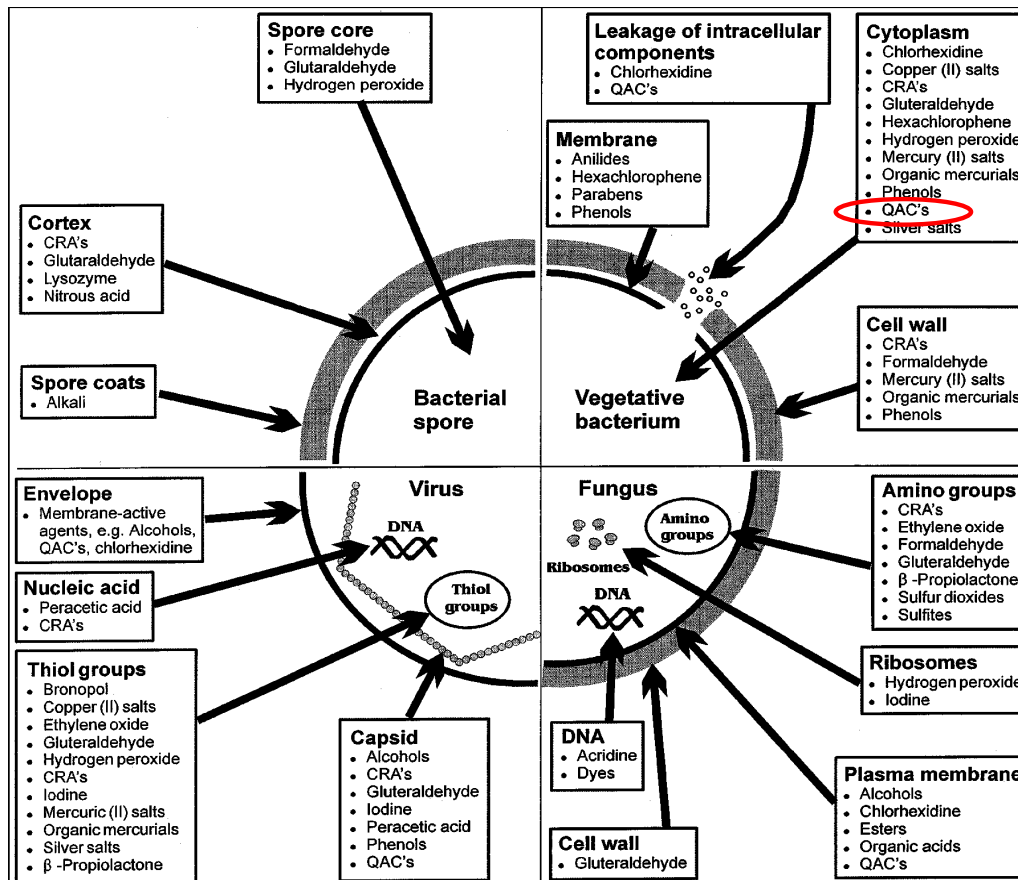 Spore core
• Formaldehyde
• Glutaraldehyde
• Hydrogen peroxide
Leakage of intracellular
components
• Chlorhexidine
• QAC's
Cytoplasm
• Chlorhexidine
• Copper (II) salts
• CRA's
• Gluteraldehyde
• Hexachlorophene
• Hydrogen peroxide
• Mercury (II) salts
• Organic mercurials
• Phenols
• QAC's
• Silver salts
Membrane
• Anilides
• Hexachlorophene
• Parabens
• Phenols
Cortex
• CRA's
• Glutaraldehyde
• Lysozyme
• Nitrous acid
Cell wall
• CRA's
• Formaldehyde
• Mercury (II) salts
• Organic mercurials
• Phenols
Spore coats
• Alkali
Bacterial
spore
Vegetative
bacterium
Envelope
• Membrane-active
agents, e.g. Alcohols,
QAC's, chlorhexidine
Virus
DNA
Thiol
groups
Fungus
Ribosomes
Amino
groups
DNA
Amino groups
• CRA's
• Ethylene oxide
• Formaldehyde
• Gluteraldehyde
• β -Propiolactone
• Sulfur dioxides
• Sulfites
Nucleic acid
• Peracetic acid
• CRA's
Thiol groups
• Bronopol
• Copper (II) salts
• Ethylene oxide
• Gluteraldehyde
• Hydrogen peroxide
• CRA's
• Iodine
• Mercuric (II) salts
• Organic mercurials
• Silver salts
• β -Propiolactone
Capsid
• Alcohols
• CRA's
• Gluteraldehyde
• Iodine
• Peracetic acid
• Phenols
• QAC's
DNA
• Acridine
• Dyes
Ribosomes
• Hydrogen peroxide
• Iodine
Plasma membrane
• Alcohols
• Chlorhexidine
• Esters
• Organic acids
• QAC's
Cell wall
• Gluteraldehyde